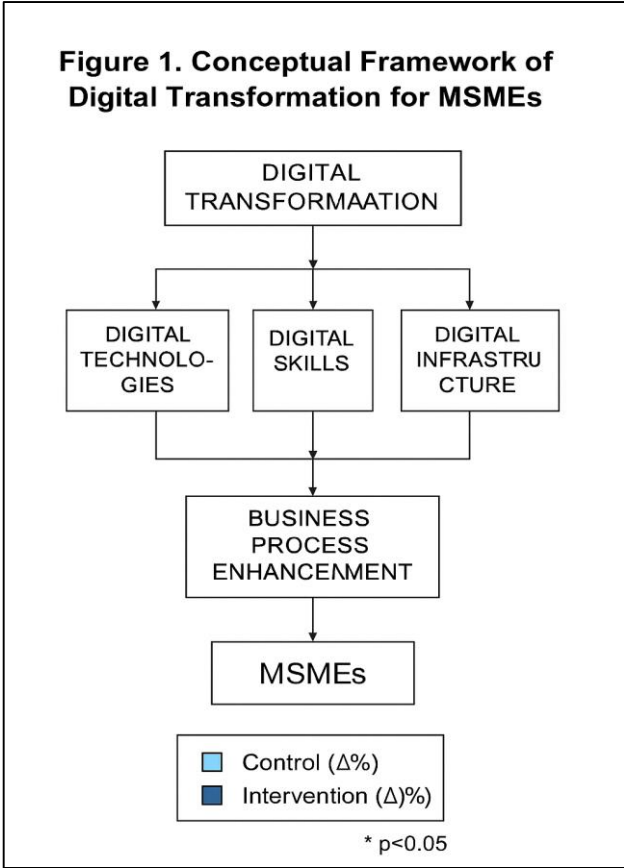 Figure 1. Conceptual Framework of
Digital Transformation for MSMEs
DIGITAL
TRANSFORMAATION
DIGITAL
TECHNOLO-
GIES
DIGITAL
SKILLS
DIGITAL
INFRASTRU
CTURE
BUSINESS
PROCESS
ENHANCEΛMENT
MSMEs
Control (Δ%)
Intervention (Δ)%)
* p<0.05